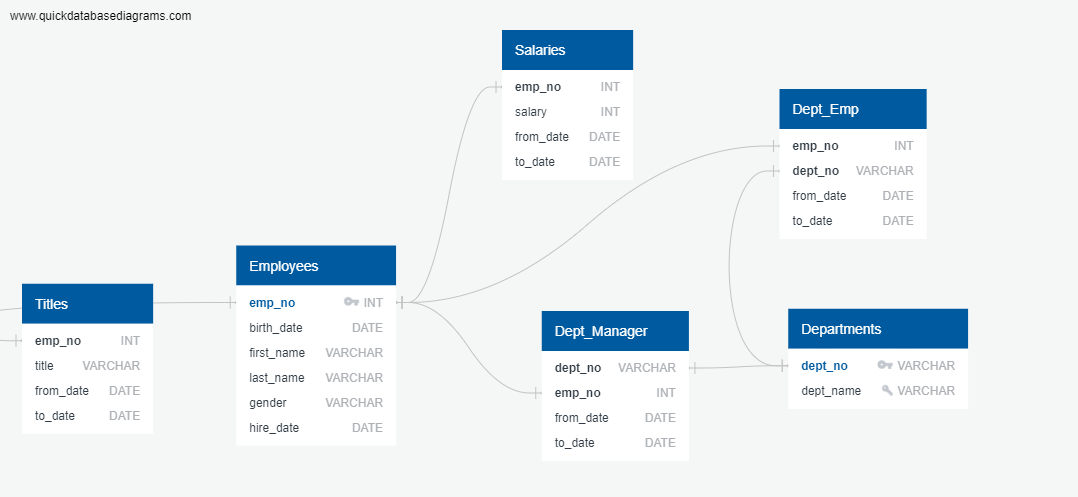 www.quickdatabasediagrams.com
Salaries
emp_no INT
salary INT
from_date DATE
to_date DATE
Dept_Emp
emp_no INT
dept_no VARCHAR
from_date DATE
to_date DATE
Employees
emp_no INT
birth_date DATE
first_name VARCHAR
last_name VARCHAR
gender VARCHAR
hire_date DATE
Titles
emp_no INT
title VARCHAR
from_date DATE
to_date DATE
Dept_Manager
dept_no VARCHAR
emp_no INT
from_date DATE
to_date DATE
Departments
dept_no VARCHAR
dept_name VARCHAR